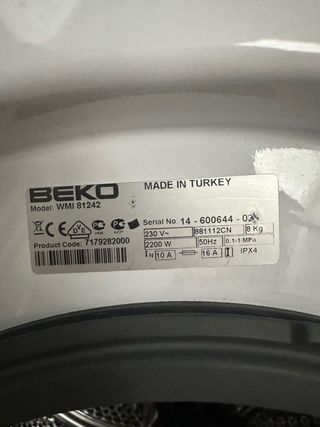 BEKO
MADE IN TURKEY
Model: WMI 81242
Serial No. 14 - 600644 - 02
230 V~ 881112CN 8 Kg
2200 W 50Hz 0.1-1 MPa
N 10 A 16 A IPX4
Product Code: 7179282000